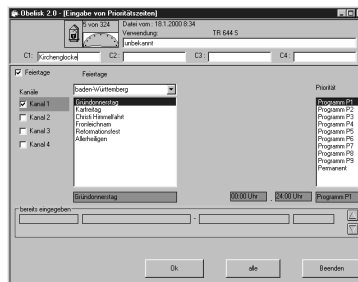 Obelisk 2.0 - [Eingabe von Prioritätszeiten]
5 von 324
Datei vom : 18.1.2000 8:34
Verwendung: TR 644 S
unbekannt
C1: Kirchenglocke C2: C3: C4:
Feiertage Feiertage
Kanäle baden-Württemberg Priorität
Kanal 1
Kanal 2
Kanal 3
Kanal 4
Gründonnerstag
Karfreitag
Christi Himmelfahrt
Fronleichnam
Reformationsfest
Allerheiligen
Programm P1
Programm P2
Programm P3
Programm P4
Programm P5
Programm P6
Programm P7
Programm P8
Programm P9
Permanent
Gründonnerstag 00:00 Uhr . 24:00 Uhr Programm P1
bereits eingegeben
-
Ok alle Beenden